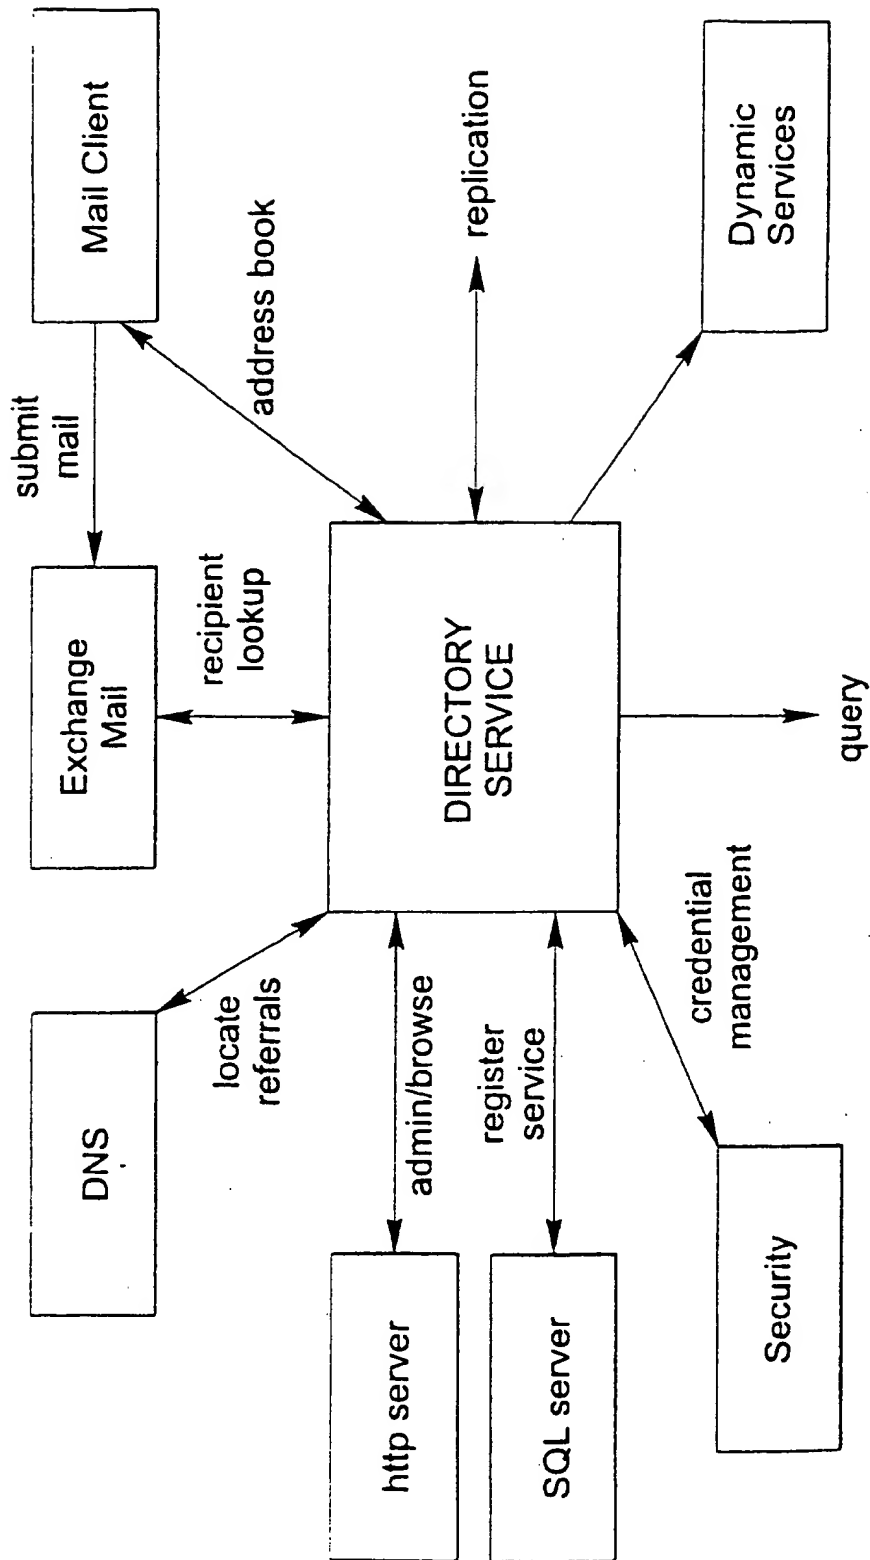 DNS
Exchange
Mail
Mail Client
submit
mail
locate
referrals
recipient
lookup
address book
http server
admin/browse
DIRECTORY
SERVICE
replication
SQL server
register
service
Security
credential
management
query
Dynamic
Services